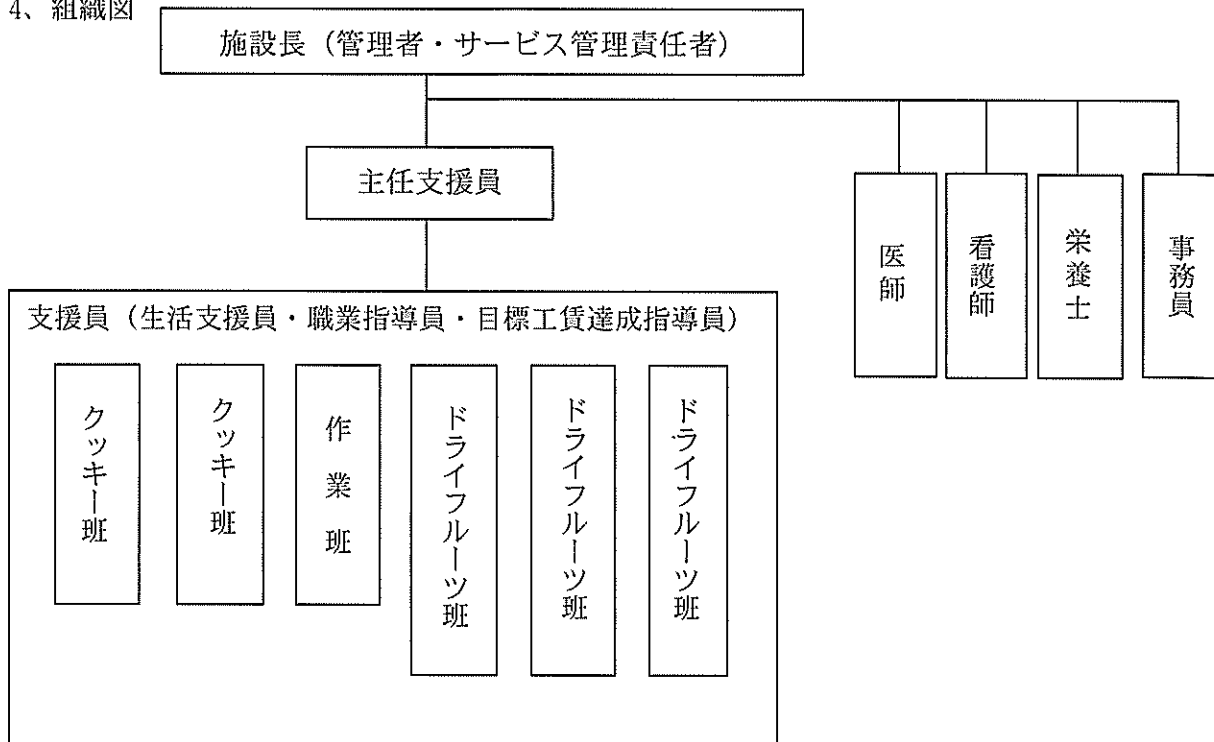 4、組織図
施設長（管理者・サービス管理責任者）
主任支援員
医師
看護師
栄養士
事務員
支援員（生活支援員・職業指導員・目標工賃達成指導員）
クッキー班
クッキー班
作業班
ドライフルーツ班
ドライフルーツ班
ドライフルーツ班